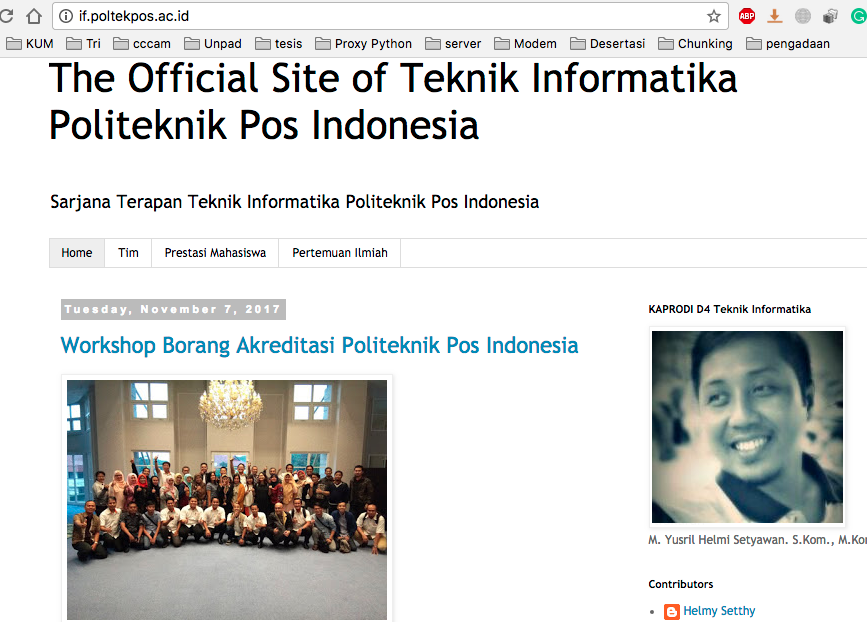 if.poltekpos.ac.id
ABP
KUM Tri cccam Unpad tesis Proxy Python server Modem Desertasi Chunking pengadaan
The Official Site of Teknik Informatika
Politeknik Pos Indonesia
Sarjana Terapan Teknik Informatika Politeknik Pos Indonesia
Home Tim Prestasi Mahasiswa Pertemuan Ilmiah
Tuesday, November 7, 2017
Workshop Borang Akreditasi Politeknik Pos Indonesia
KAPRODI D4 Teknik Informatika
M. Yusril Helmi Setyawan. S.Kom., M.Kor
Contributors
Helmy Setthy